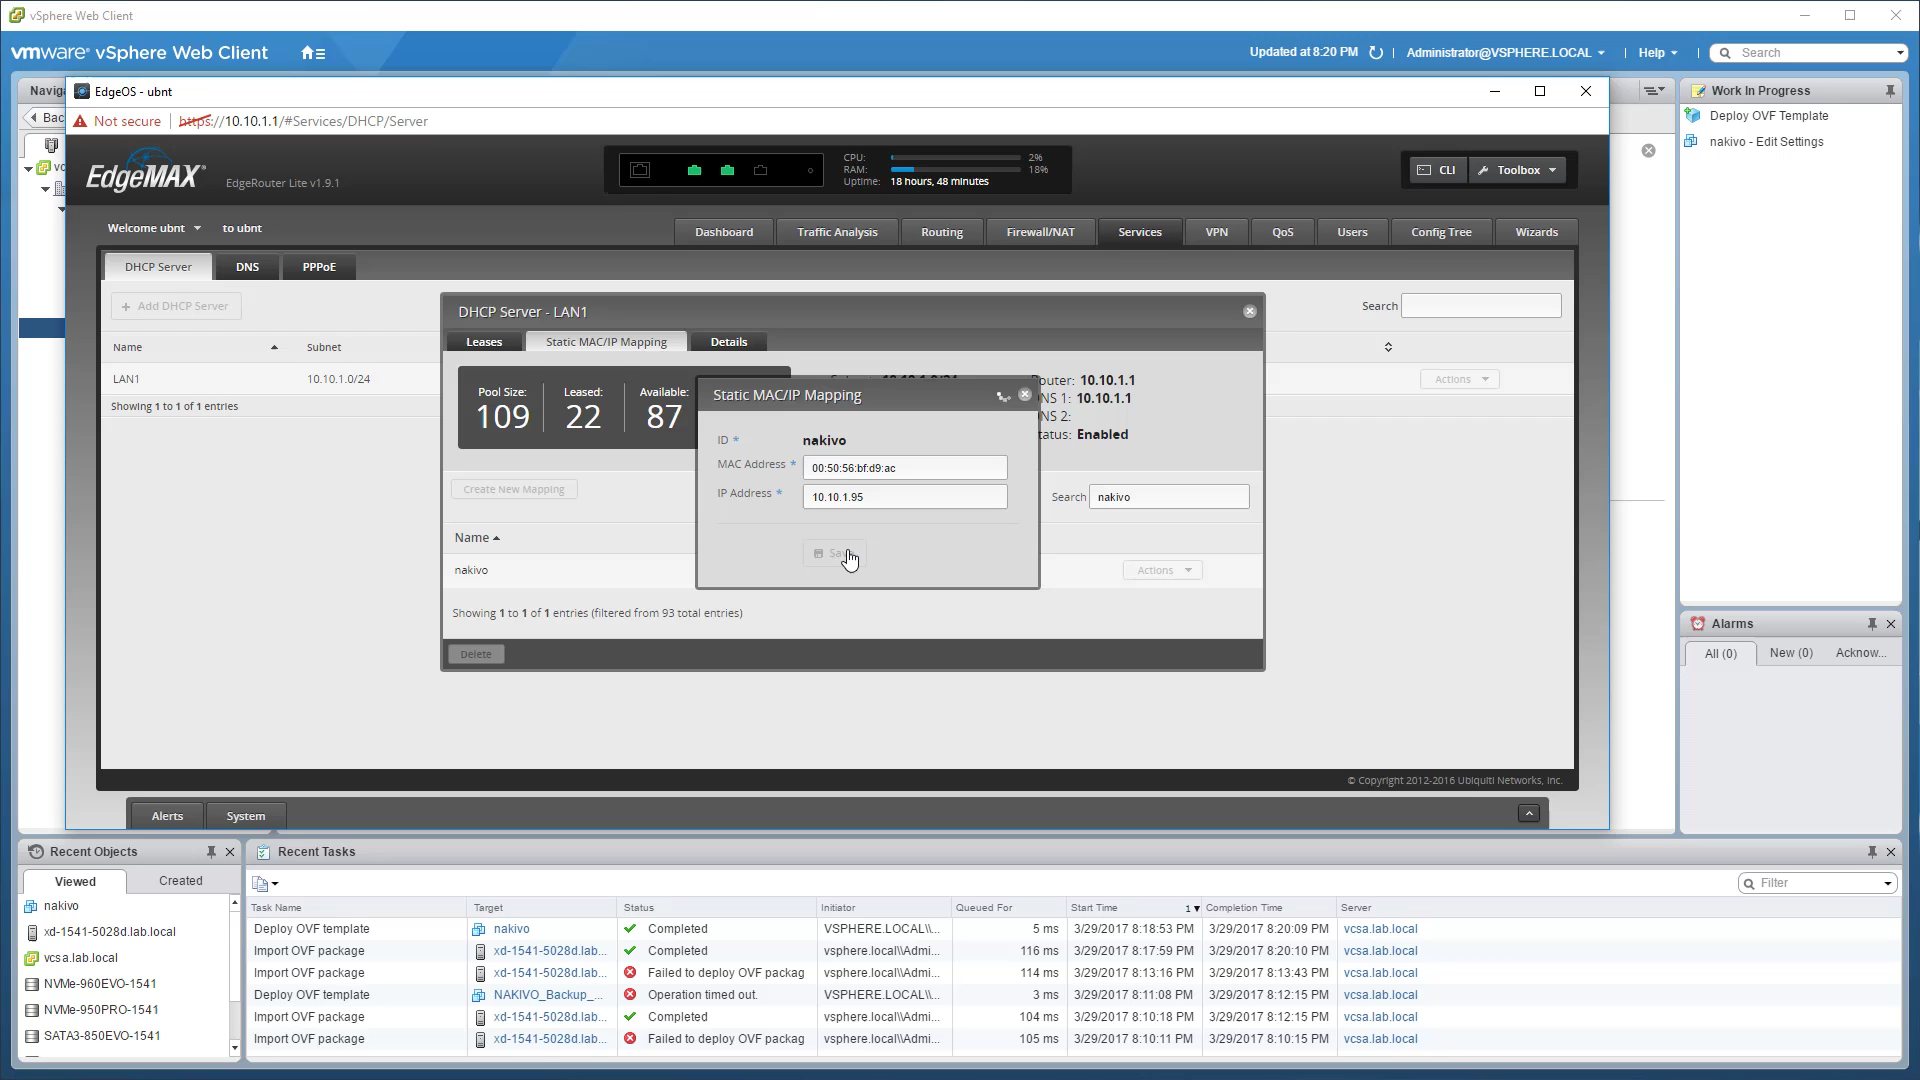 vSphere Web Client
vmware® vSphere Web Client
Updated at 8:20 PM
Administrator@VSPHERE.LOCAL
Help
Search
EdgeOS - ubnt
Not secure
https://10.10.1.1/#Services/DHCP/Server
EdgeMAX®
EdgeRouter Lite v1.9.1
CPU: 2%
RAM: 18%
Uptime: 18 hours, 48 minutes
CLI
Toolbox
Welcome ubnt to ubnt
Dashboard
Traffic Analysis
Routing
Firewall/NAT
Services
VPN
QoS
Users
Config Tree
Wizards
DHCP Server
DNS
PPPoE
+ Add DHCP Server
Search
Name
Subnet
LAN1
10.10.1.0/24
Actions
Showing 1 to 1 of 1 entries
DHCP Server - LAN1
Leases
Static MAC/IP Mapping
Details
Pool Size: 109
Leased: 22
Available: 87
Router: 10.10.1.1
DNS 1: 10.10.1.1
DNS 2:
Status: Enabled
Create New Mapping
Search nakivo
Name
nakivo
Actions
Showing 1 to 1 of 1 entries (filtered from 93 total entries)
Delete
Static MAC/IP Mapping
ID * nakivo
MAC Address * 00:50:56:bf:d9:ac
IP Address * 10.10.1.95
Save
© Copyright 2012-2016 Ubiquiti Networks, Inc.
Alerts
System
Work In Progress
Deploy OVF Template
nakivo - Edit Settings
Alarms
All (0)
New (0)
Acknow...
Recent Objects
Viewed
Created
nakivo
xd-1541-5028d.lab.local
vcsa.lab.local
NVMe-960EVO-1541
NVMe-950PRO-1541
SATA3-850EVO-1541
Recent Tasks
Filter
Task Name Target Status Initiator Queued For Start Time 1 Completion Time Server
Deploy OVF template nakivo Completed VSPHERE.LOCAL\\... 5 ms 3/29/2017 8:18:53 PM 3/29/2017 8:20:09 PM vcsa.lab.local
Import OVF package xd-1541-5028d.lab... Completed vsphere.local\\Admi... 116 ms 3/29/2017 8:17:59 PM 3/29/2017 8:20:10 PM vcsa.lab.local
Import OVF package xd-1541-5028d.lab... Failed to deploy OVF packag vsphere.local\\Admi... 114 ms 3/29/2017 8:13:16 PM 3/29/2017 8:13:43 PM vcsa.lab.local
Deploy OVF template NAKIVO_Backup_... Operation timed out. VSPHERE.LOCAL\\... 3 ms 3/29/2017 8:11:08 PM 3/29/2017 8:12:15 PM vcsa.lab.local
Import OVF package xd-1541-5028d.lab... Completed vsphere.local\\Admi... 104 ms 3/29/2017 8:10:18 PM 3/29/2017 8:12:15 PM vcsa.lab.local
Import OVF package xd-1541-5028d.lab... Failed to deploy OVF packag vsphere.local\\Admi... 105 ms 3/29/2017 8:10:11 PM 3/29/2017 8:10:15 PM vcsa.lab.local